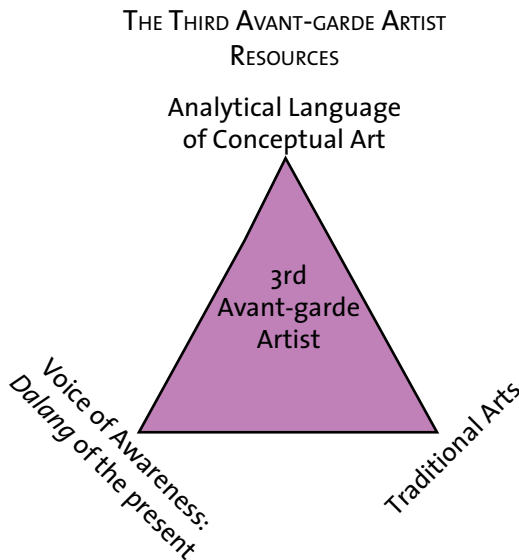 The Third Avant-garde Artist
Resources
Analytical Language
of Conceptual Art
3rd
Avant-garde
Artist
Voice of Awareness:
Dalang of the present
Traditional Arts